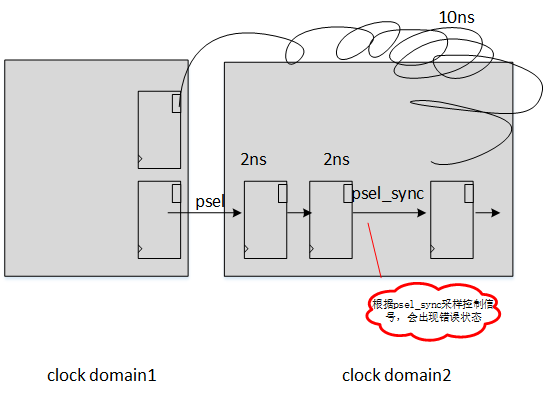 10ns
2ns
2ns
psel
psel_sync
根据psel_sync采样控制信
号，会出现错误状态
clock domain1
clock domain2